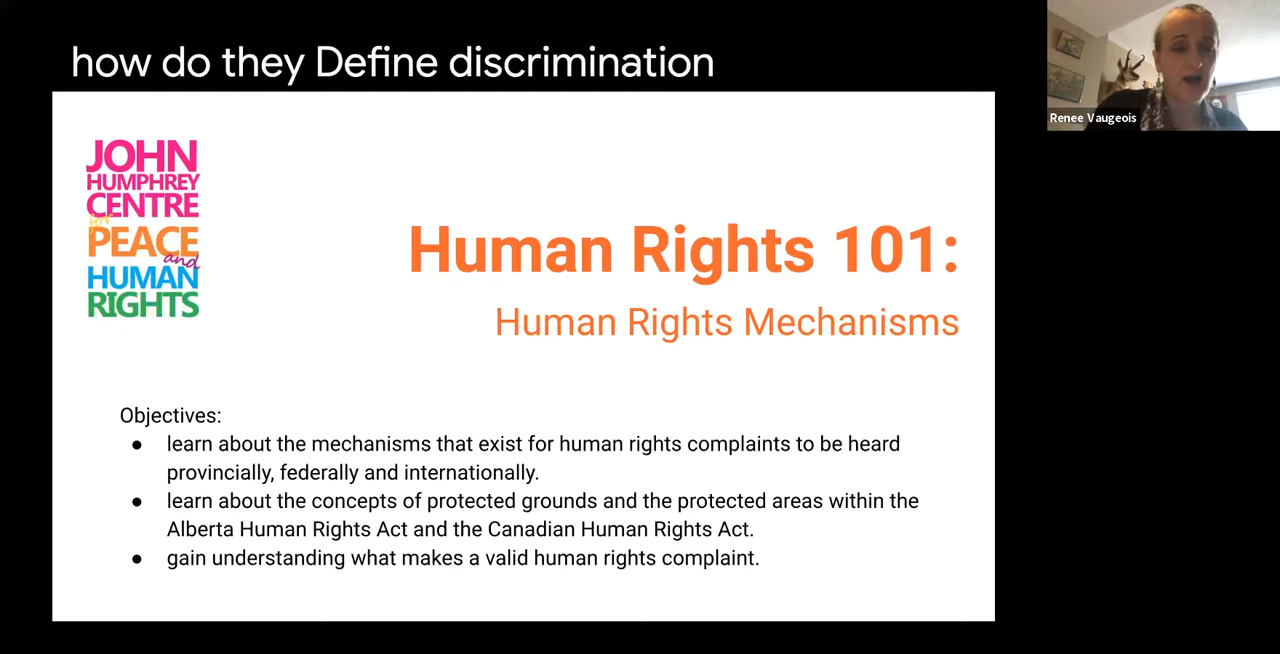 how do they Define discrimination
Renee Vaugeois
JOHN
HUMPHREY
CENTRE
for
PEACE
and
HUMAN
RIGHTS
Human Rights 101:
Human Rights Mechanisms
Objectives:
● learn about the mechanisms that exist for human rights complaints to be heard
provincially, federally and internationally.
● learn about the concepts of protected grounds and the protected areas within the
Alberta Human Rights Act and the Canadian Human Rights Act.
● gain understanding what makes a valid human rights complaint.